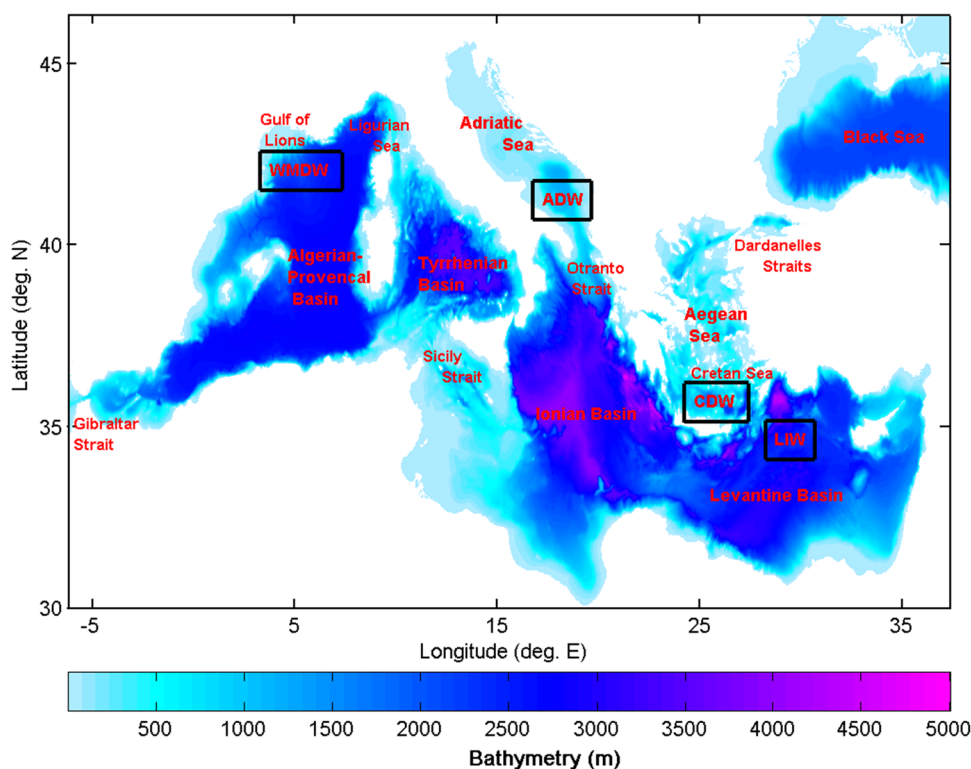 45
40
35
30
Latitude (deg. N)
Gulf of
Lions
Ligurian
Sea
WMDW
Adriatic
Sea
ADW
Black Sea
Algerian-
Provencal
Basin
Tyrrhenian
Basin
Otranto
Strait
Dardanelles
Straits
Aegean
Sea
Sicily
Strait
Cretan Sea
CDW
Gibraltar
Strait
Ionian Basin
LIW
Levantine Basin
-5
5
15
25
35
Longitude (deg. E)
500 1000 1500 2000 2500 3000 3500 4000 4500 5000
Bathymetry (m)